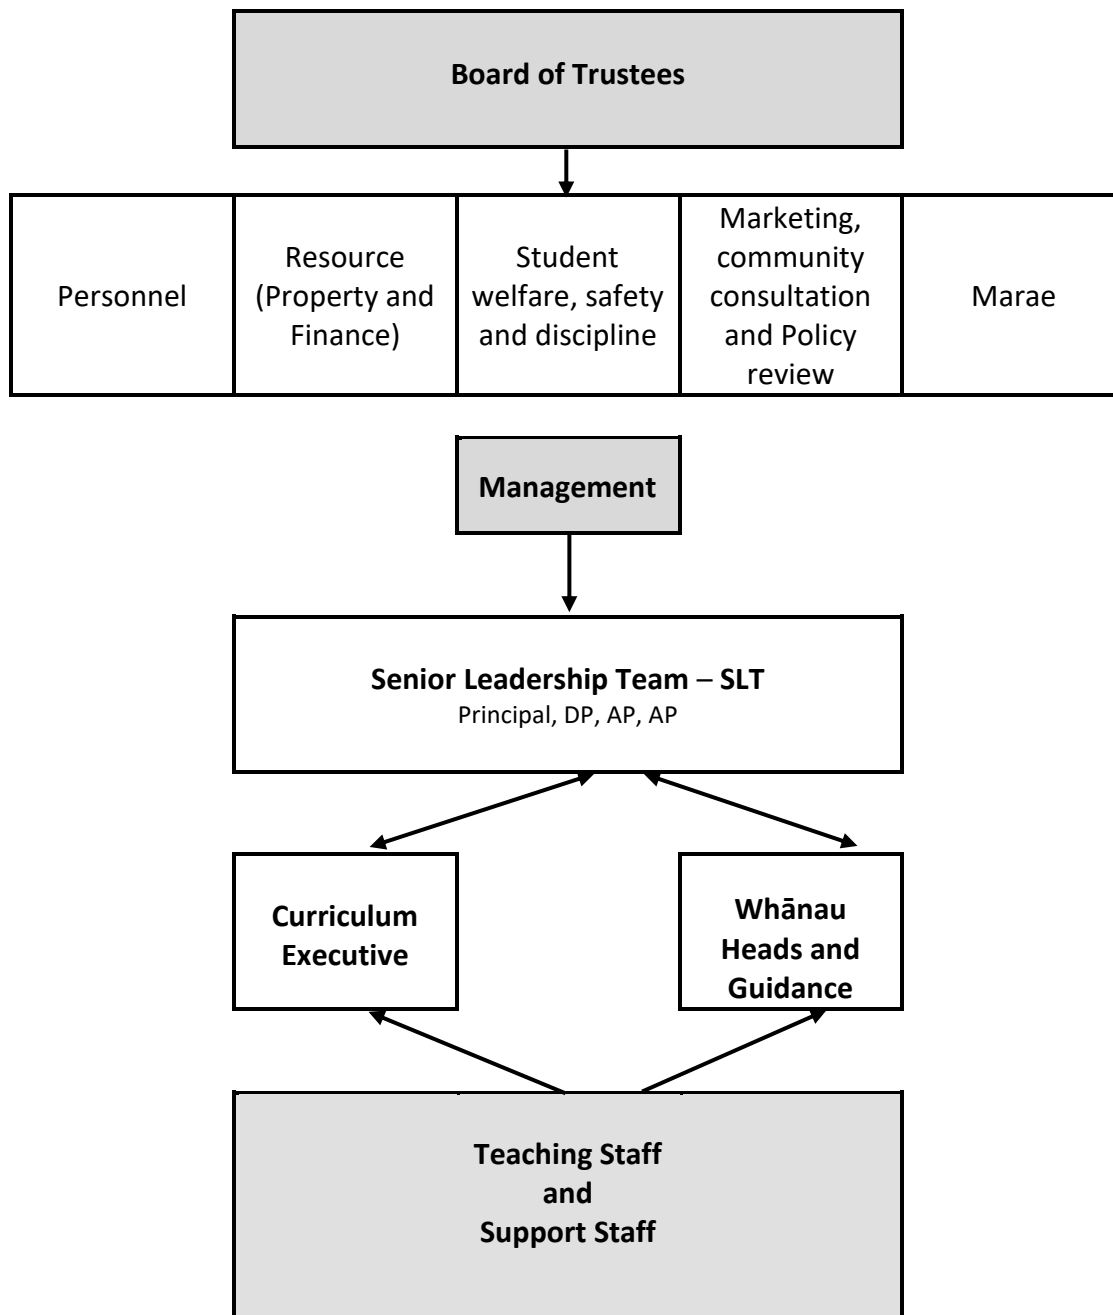 Board of Trustees
Personnel
Resource
(Property and
Finance)
Student
welfare, safety
and discipline
Marketing,
community
consultation
and Policy
review
Marae
Management
Senior Leadership Team – SLT
Principal, DP, AP, AP
Curriculum
Executive
Whānau
Heads and
Guidance
Teaching Staff
and
Support Staff